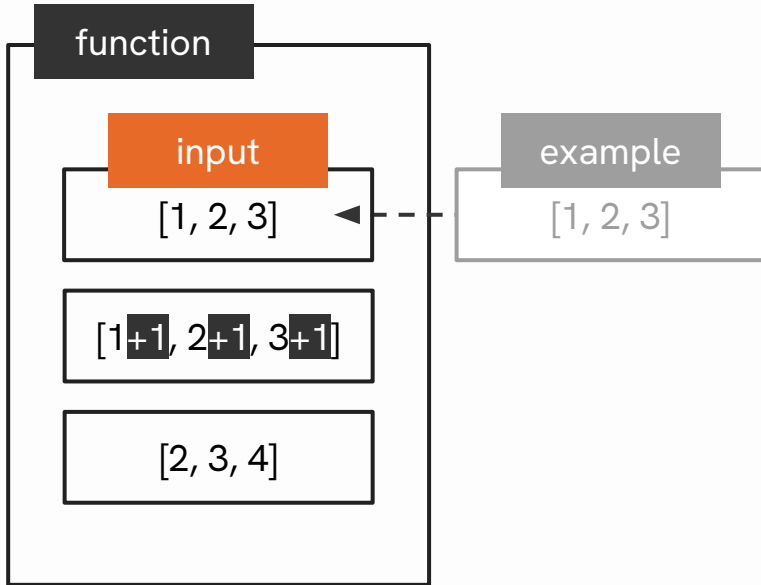 function
input
example
[1, 2, 3]
[1, 2, 3]
[1+1, 2+1, 3+1]
[2, 3, 4]